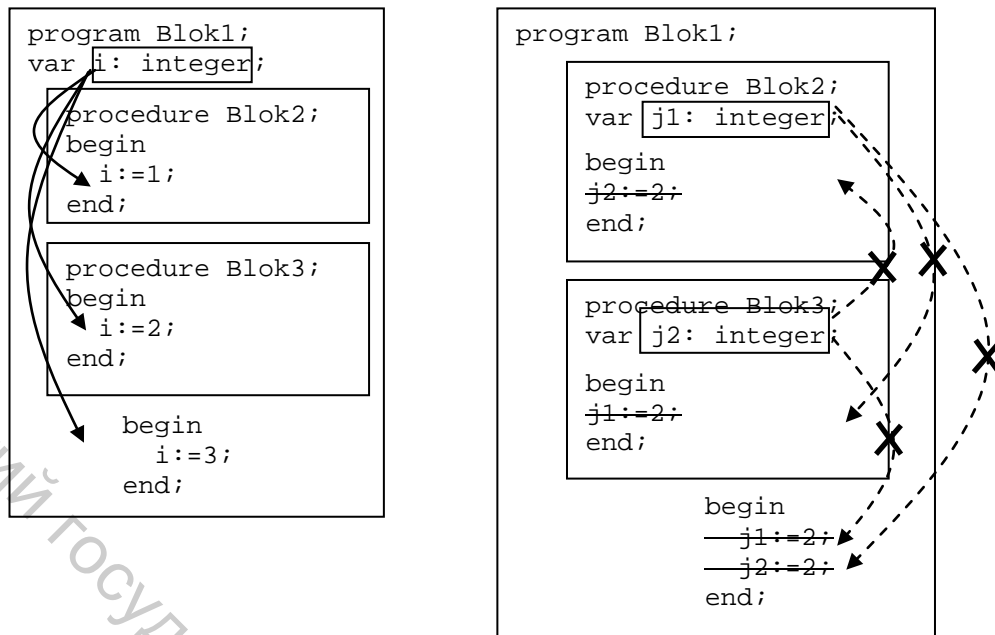 program Blok1;
var i: integer;
procedure Blok2;
begin
i:=1;
end;
procedure Blok3;
begin
i:=2;
end;
begin
i:=3;
end;
program Blok1;
procedure Blok2;
var j1: integer;
begin
j2:=2;
end;
procedure Blok3;
var j2: integer;
begin
j1:=2;
end;
begin
j1:=2;
j2:=2;
end;